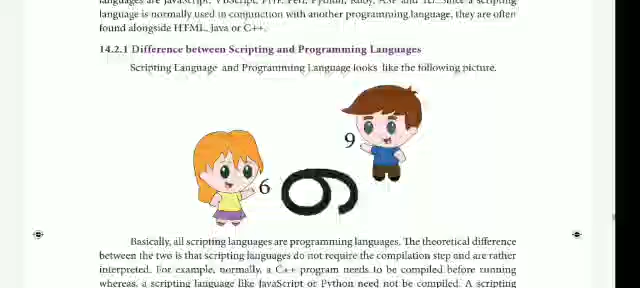 languages are JavaScript, VBScript, PHP, Perl, Python, Ruby, ASP and Tcl. Since a scripting
language is normally used in conjunction with another programming language, they are often
found alongside HTML, Java or C++.
14.2.1 Difference between Scripting and Programming Languages
Scripting Language and Programming Language looks like the following picture.
9
6
Basically, all scripting languages are programming languages. The theoretical difference
between the two is that scripting languages do not require the compilation step and are rather
interpreted. For example, normally, a C++ program needs to be compiled before running
whereas, a scripting language like JavaScript or Python need not be compiled. A scripting